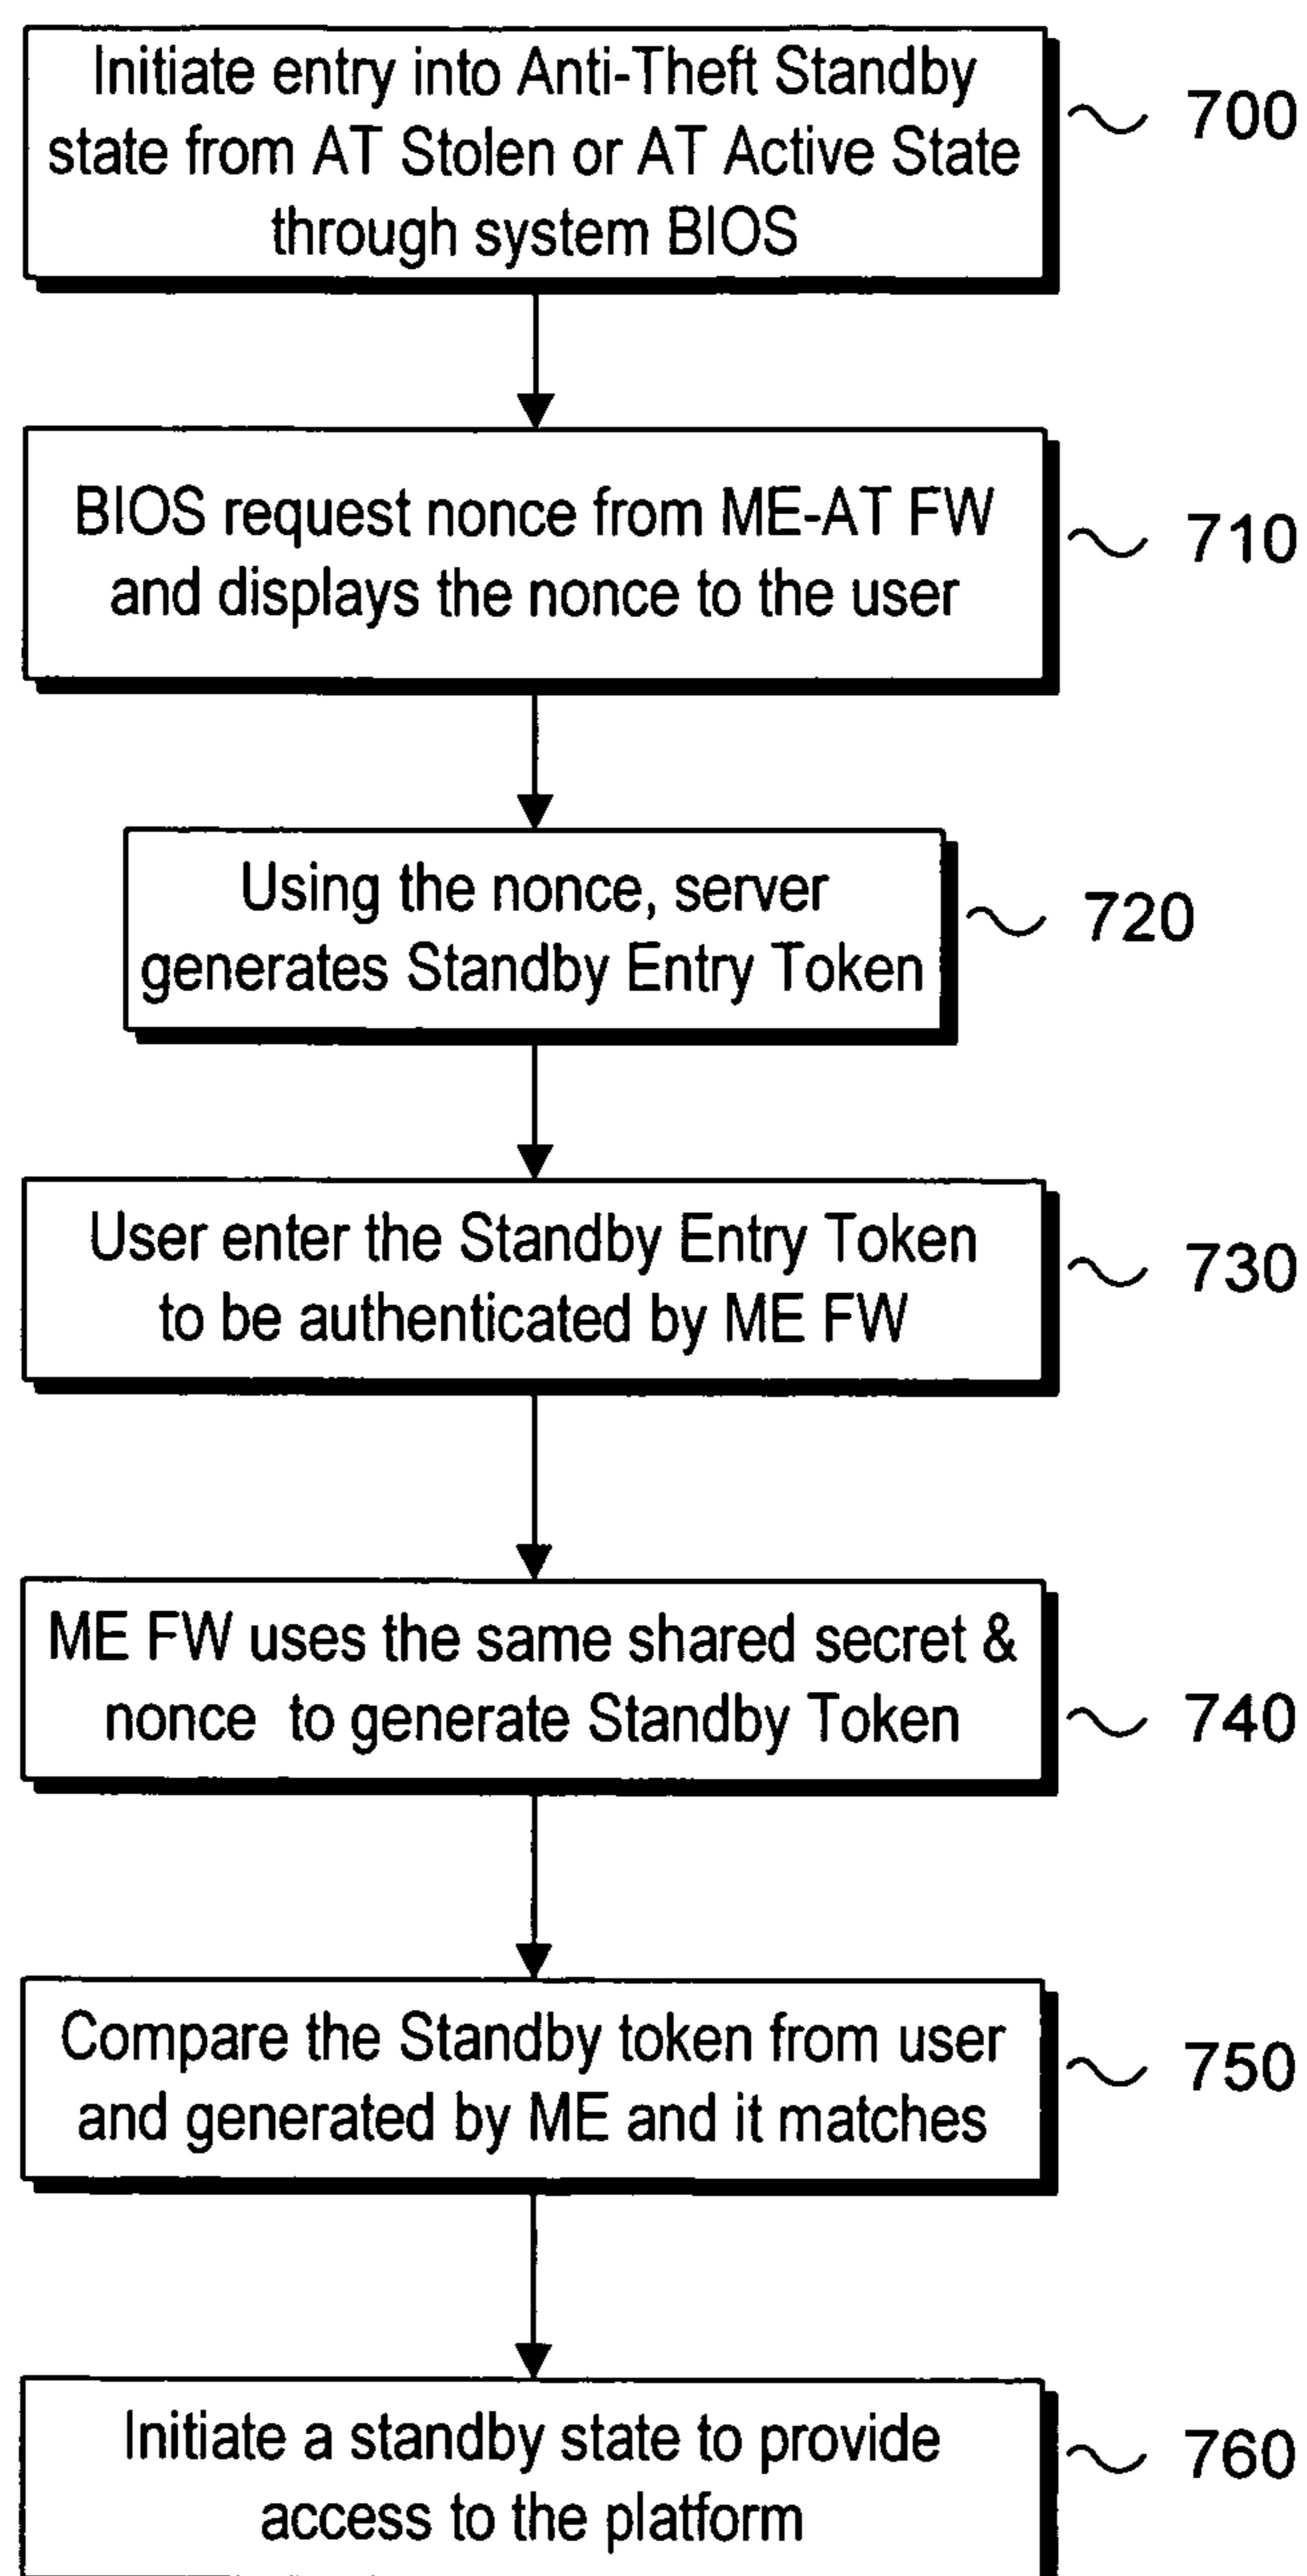 Initiate entry into Anti-Theft Standby
state from AT Stolen or AT Active State
through system BIOS
700
BIOS request nonce from ME-AT FW
and displays the nonce to the user
710
Using the nonce, server
generates Standby Entry Token
720
User enter the Standby Entry Token
to be authenticated by ME FW
730
ME FW uses the same shared secret &
nonce to generate Standby Token
740
Compare the Standby token from user
and generated by ME and it matches
750
Initiate a standby state to provide
access to the platform
760